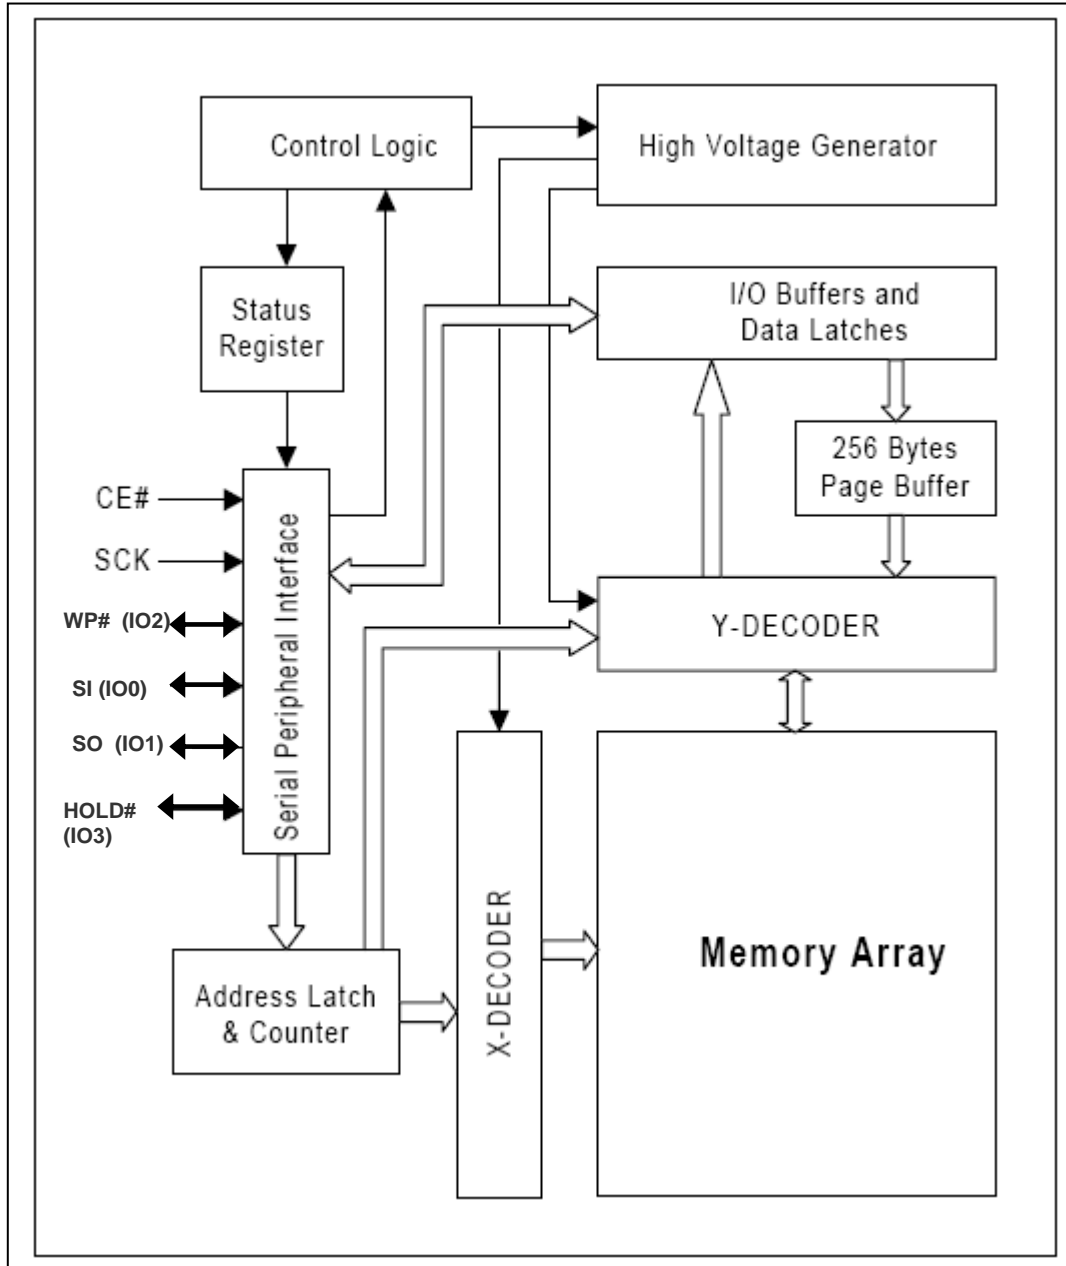 Control Logic
High Voltage Generator
Status
Register
I/O Buffers and
Data Latches
256 Bytes
Page Buffer
CE#
SCK
WP# (IO2)
SI (IO0)
SO (IO1)
HOLD#
(IO3)
Serial Peripheral Interface
Y-DECODER
Address Latch
& Counter
X-DECODER
Memory Array